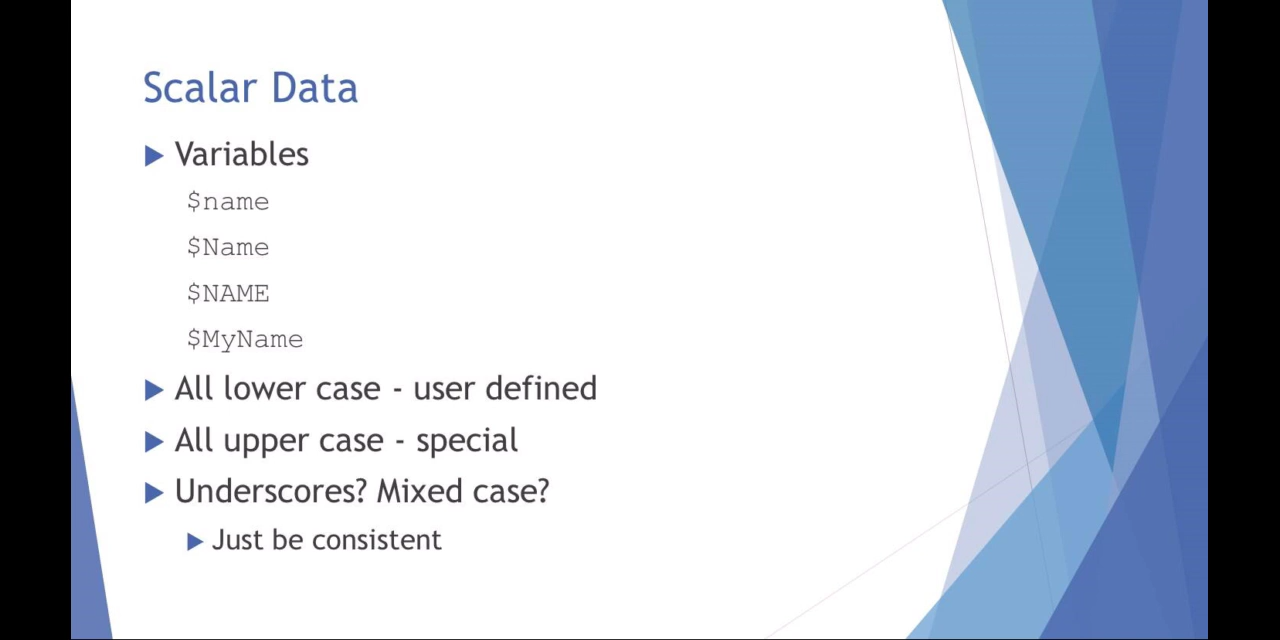 Scalar Data
Variables
$name
$Name
$NAME
$MyName
All lower case - user defined
All upper case - special
Underscores? Mixed case?
Just be consistent